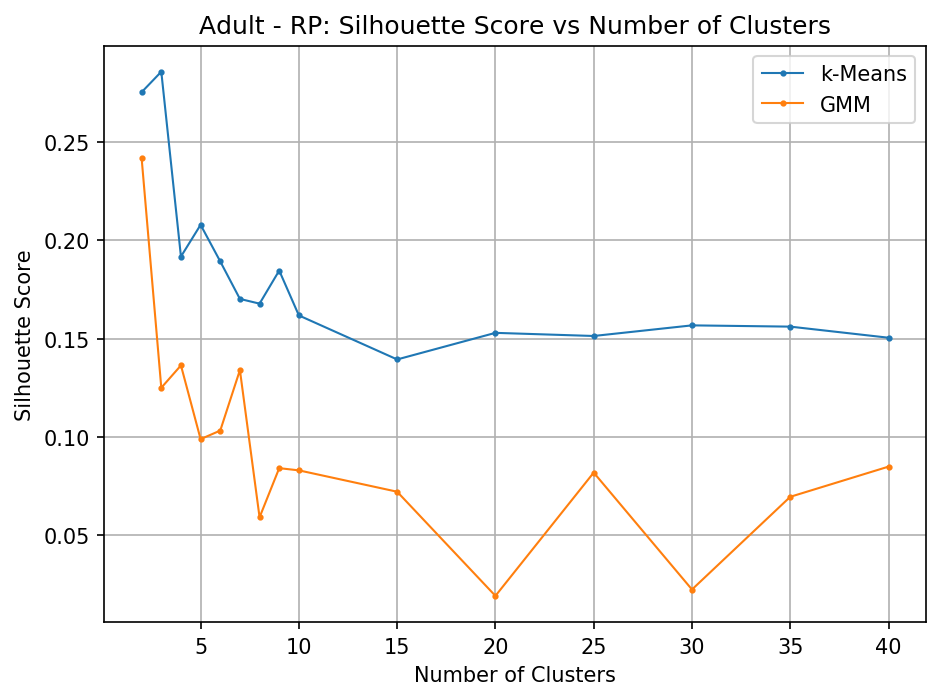 Adult - RP: Silhouette Score vs Number of Clusters
k-Means
GMM
Silhouette Score
0.25
0.20
0.15
0.10
0.05
5 10 15 20 25 30 35 40
Number of Clusters